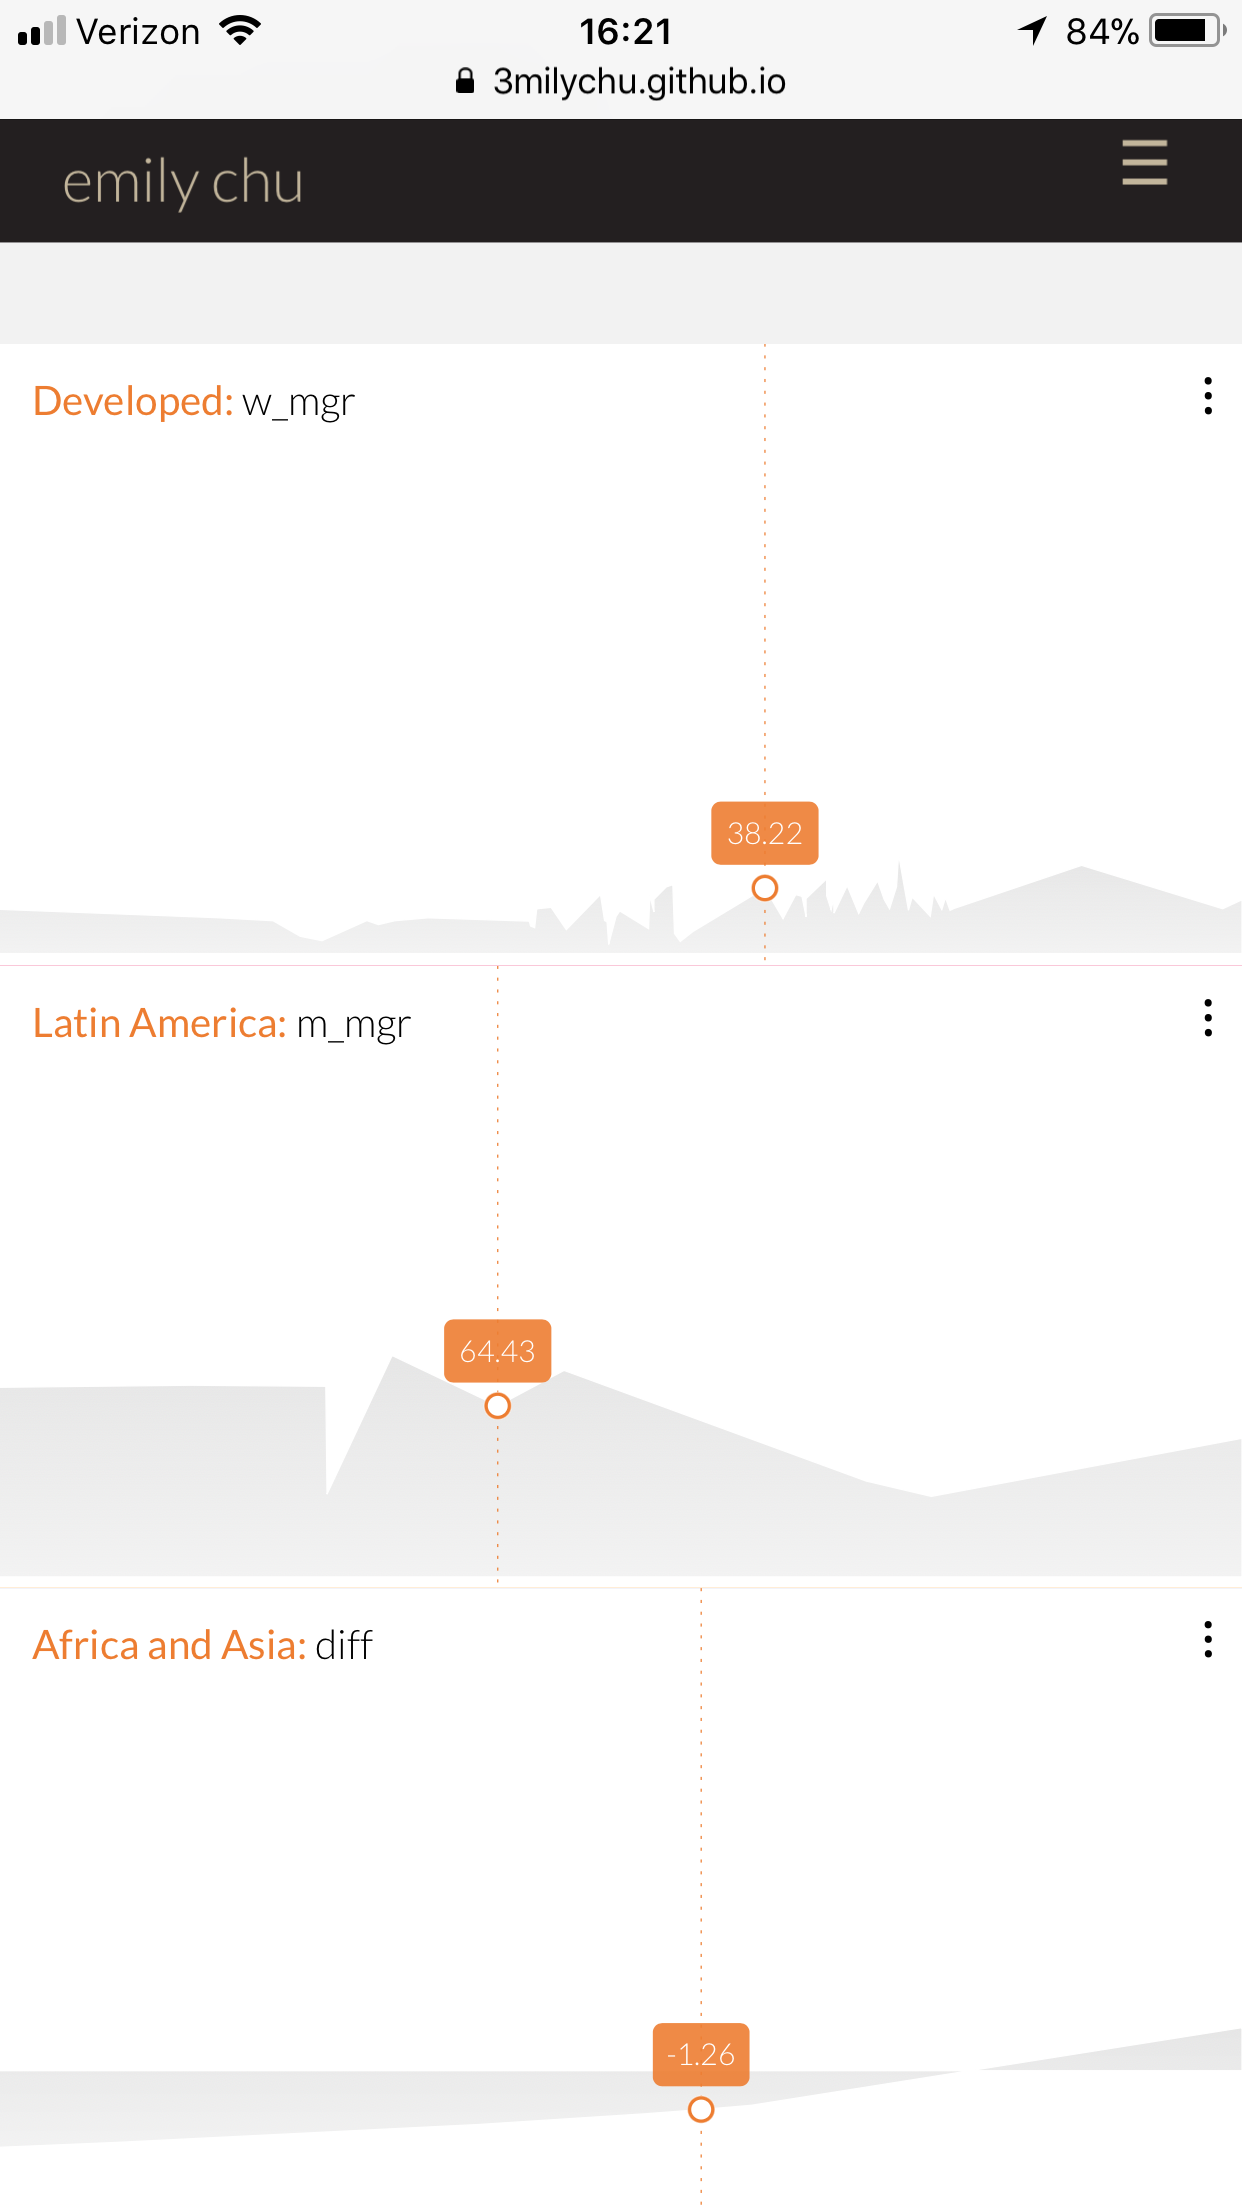 Verizon 16:21 84%
3milychu.github.io
emily chu
Developed: w_mgr
38.22
Latin America: m_mgr
64.43
Africa and Asia: diff
-1.26